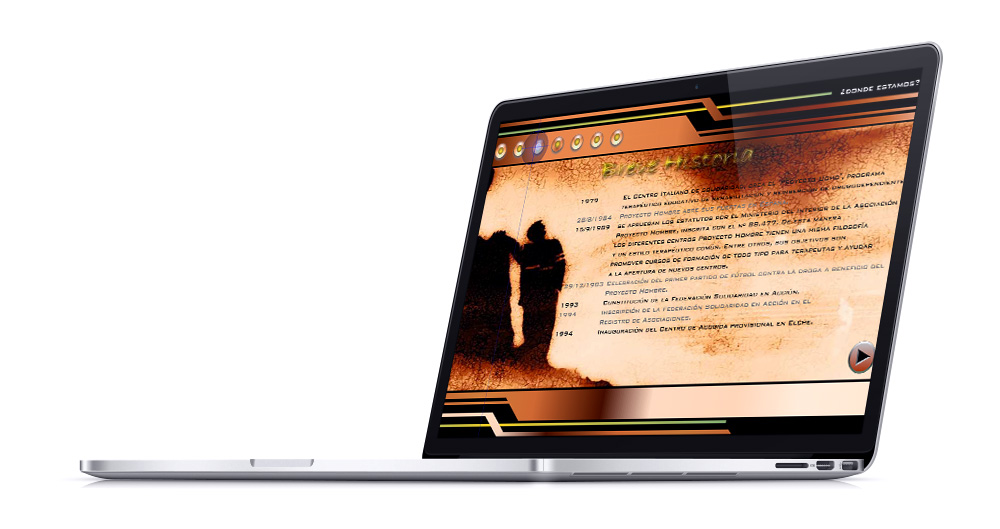 ¿DONDE ESTAMOS?
Breve Historia
1979 EL CENTRO ITALIANO DE SOLIDARIDAD CREA EL "PROYECTO UOMO", PROGRAMA
TERAPÉUTICO EDUCATIVO DE REHABILITACIÓN Y REINSERCIÓN DE DROGODEPENDIENTE
26/8/1984 PROYECTO HOMBRE ABRE SUS PUERTAS EN
15/9/1989 SE APRUEBAN LOS ESTATUTOS POR EL MINISTERIO DEL INTERIOR DE LA ASOCIACIÓN
PROYECTO HOMBRE, INSCRITA CON EL Nº 88.477. DE ESTA MANERA
LOS DIFERENTES CENTROS PROYECTO HOMBRE TIENEN UNA MISMA FILOSOFÍA
Y UN ESTILO TERAPÉUTICO COMÚN. ENTRE OTROS, SUS OBJETIVOS SON
PROMOVER CURSOS DE FORMACIÓN DE TODO TIPO PARA TERAPEUTAS Y AYUDAR
A LA APERTURA DE NUEVOS CENTROS.
29/12/1993 CELEBRACIÓN DEL PRIMER PARTIDO DE FÚTBOL CONTRA LA DROGA A BENEFICIO DEL
PROYECTO HOMBRE.
1993 CONSTITUCIÓN DE LA FEDERACIÓN SOLIDARIDAD EN ACCIÓN.
1994 INSCRIPCIÓN DE LA FEDERACIÓN SOLIDARIDAD EN ACCIÓN EN EL
REGISTRO DE ASOCIACIONES.
1994 INAUGURACIÓN DEL CENTRO DE ACOGIDA PROVISIONAL EN ELCHE.